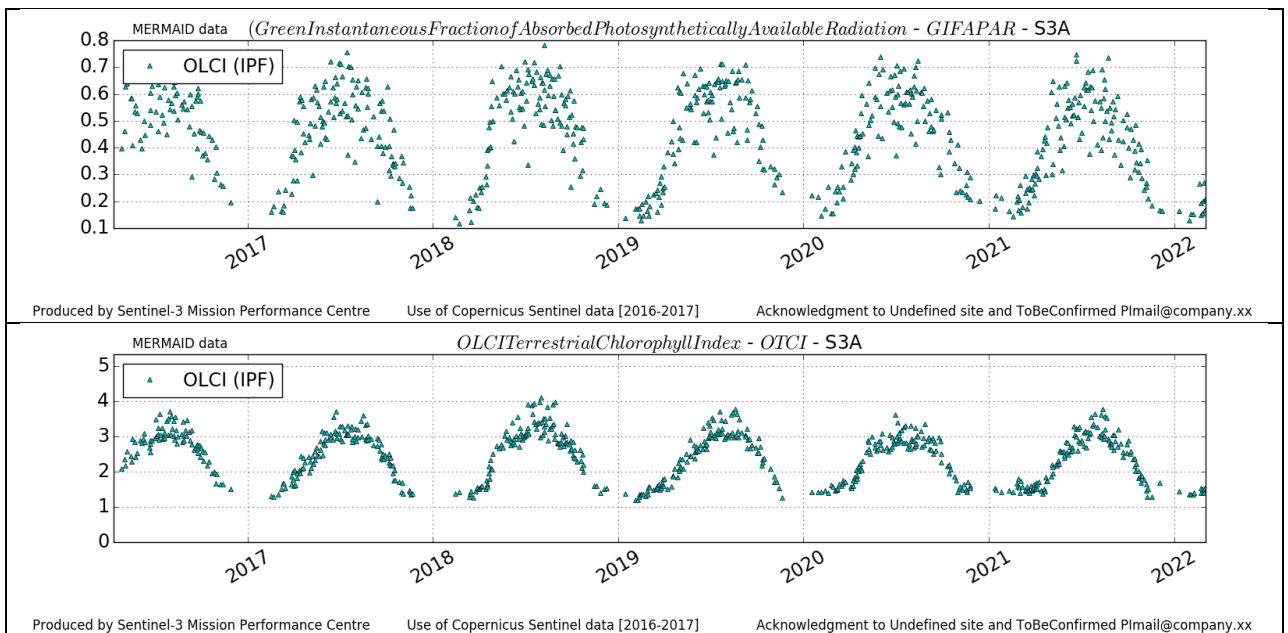 MERMAID data (GreenInstantaneousFractionofAbsorbedPhotosyntheticallyAvailableRadiation - GIFAPAR - S3A
0.8
OLCI (IPF)
0.7
0.6
0.5
0.4
0.3
0.2
0.1
2017 2018 2019 2020 2021 2022
Produced by Sentinel-3 Mission Performance Centre Use of Copernicus Sentinel data [2016-2017] Acknowledgment to Undefined site and ToBeConfirmed PImail@company.xx
MERMAID data OLCITerrestrialChlorophyllIndex - OTCI - S3A
5
OLCI (IPF)
4
3
2
1
0
2017 2018 2019 2020 2021 2022
Produced by Sentinel-3 Mission Performance Centre Use of Copernicus Sentinel data [2016-2017] Acknowledgment to Undefined site and ToBeConfirmed PImail@company.xx